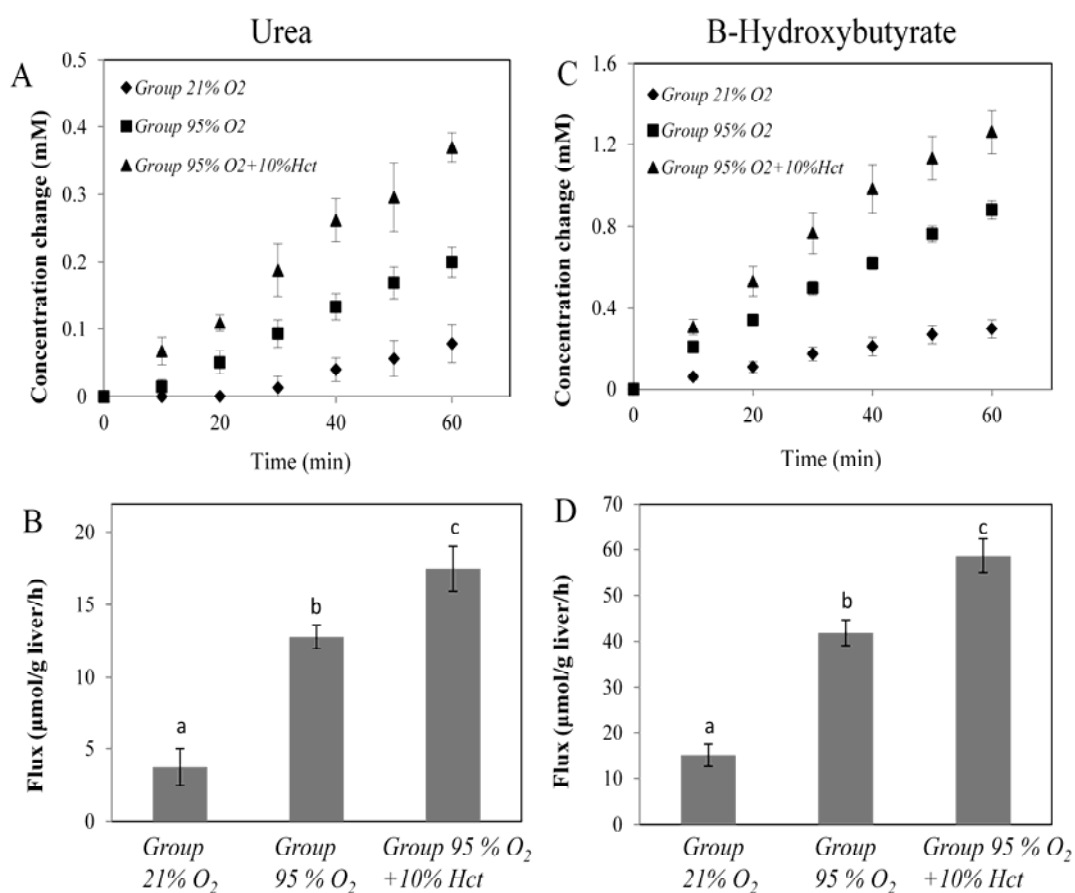 Urea
A
0.5
0.4
0.3
0.2
0.1
0
Concentration change (mM)
Group 21% O2
Group 95% O2
Group 95% O2+10%Hct
0 20 40 60
Time (min)
B-Hydroxybutyrate
C
1.6
1.2
0.8
0.4
0
Concentration change (mM)
Group 21% O2
Group 95% O2
Group 95% O2+10%Hct
0 20 40 60
Time (min)
B
20
15
10
5
0
Flux (µmol/g liver/h)
a
b
c
Group
21% O₂
Group
95 % O₂
Group 95 % O₂
+10% Hct
D
70
60
50
40
30
20
10
0
Flux (µmol/g liver/h)
a
b
c
Group
21% O₂
Group
95 % O₂
Group 95 % O₂
+10% Hct